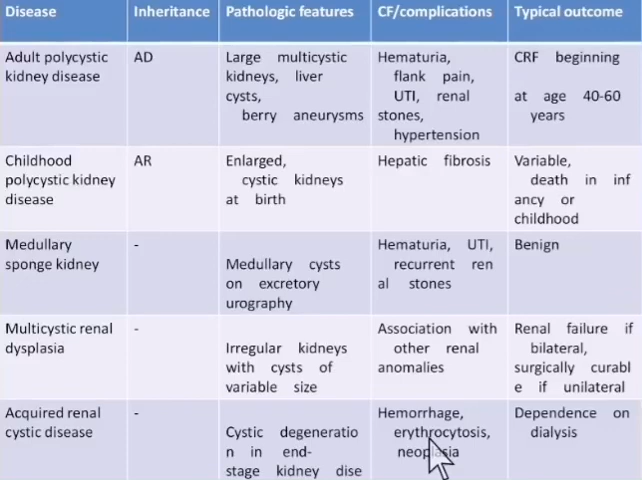 Disease Inheritance Pathologic features CF/complications Typical outcome
Adult polycystic
kidney disease
AD
Large multicystic
kidneys, liver
cysts,
berry aneurysms
Hematuria,
flank pain,
UTI, renal
stones,
hypertension
CRF beginning
at age 40-60
years
Childhood
polycystic kidney
disease
AR
Enlarged,
cystic kidneys
at birth
Hepatic fibrosis
Variable,
death in inf
ancy or
childhood
Medullary
sponge kidney
-
Medullary cysts
on excretory
urography
Hematuria, UTI,
recurrent ren
al stones
Benign
Multicystic renal
dysplasia
-
Irregular kidneys
with cysts of
variable size
Association with
other renal
anomalies
Renal failure if
bilateral,
surgically curabl
e if unilateral
Acquired renal
cystic disease
-
Cystic degeneratio
n in end-
stage kidney dise
Hemorrhage,
erythrocytosis,
neoplasia
Dependence on
dialysis